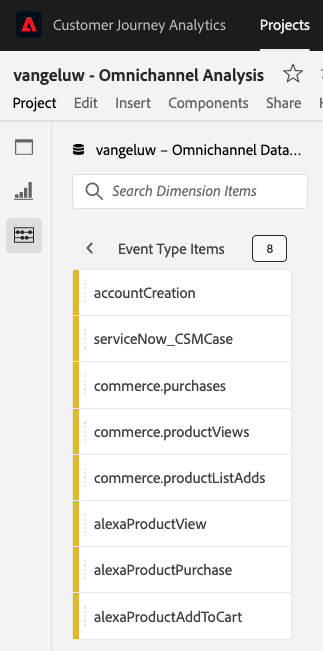 Customer Journey Analytics Projects
vangeluw - Omnichannel Analysis
Project Edit Insert Components Share
vangeluw – Omnichannel Data...
Search Dimension Items
Event Type Items 8
accountCreation
serviceNow_CSMCase
commerce.purchases
commerce.productViews
commerce.productListAdds
alexaProductView
alexaProductPurchase
alexaProductAddToCart